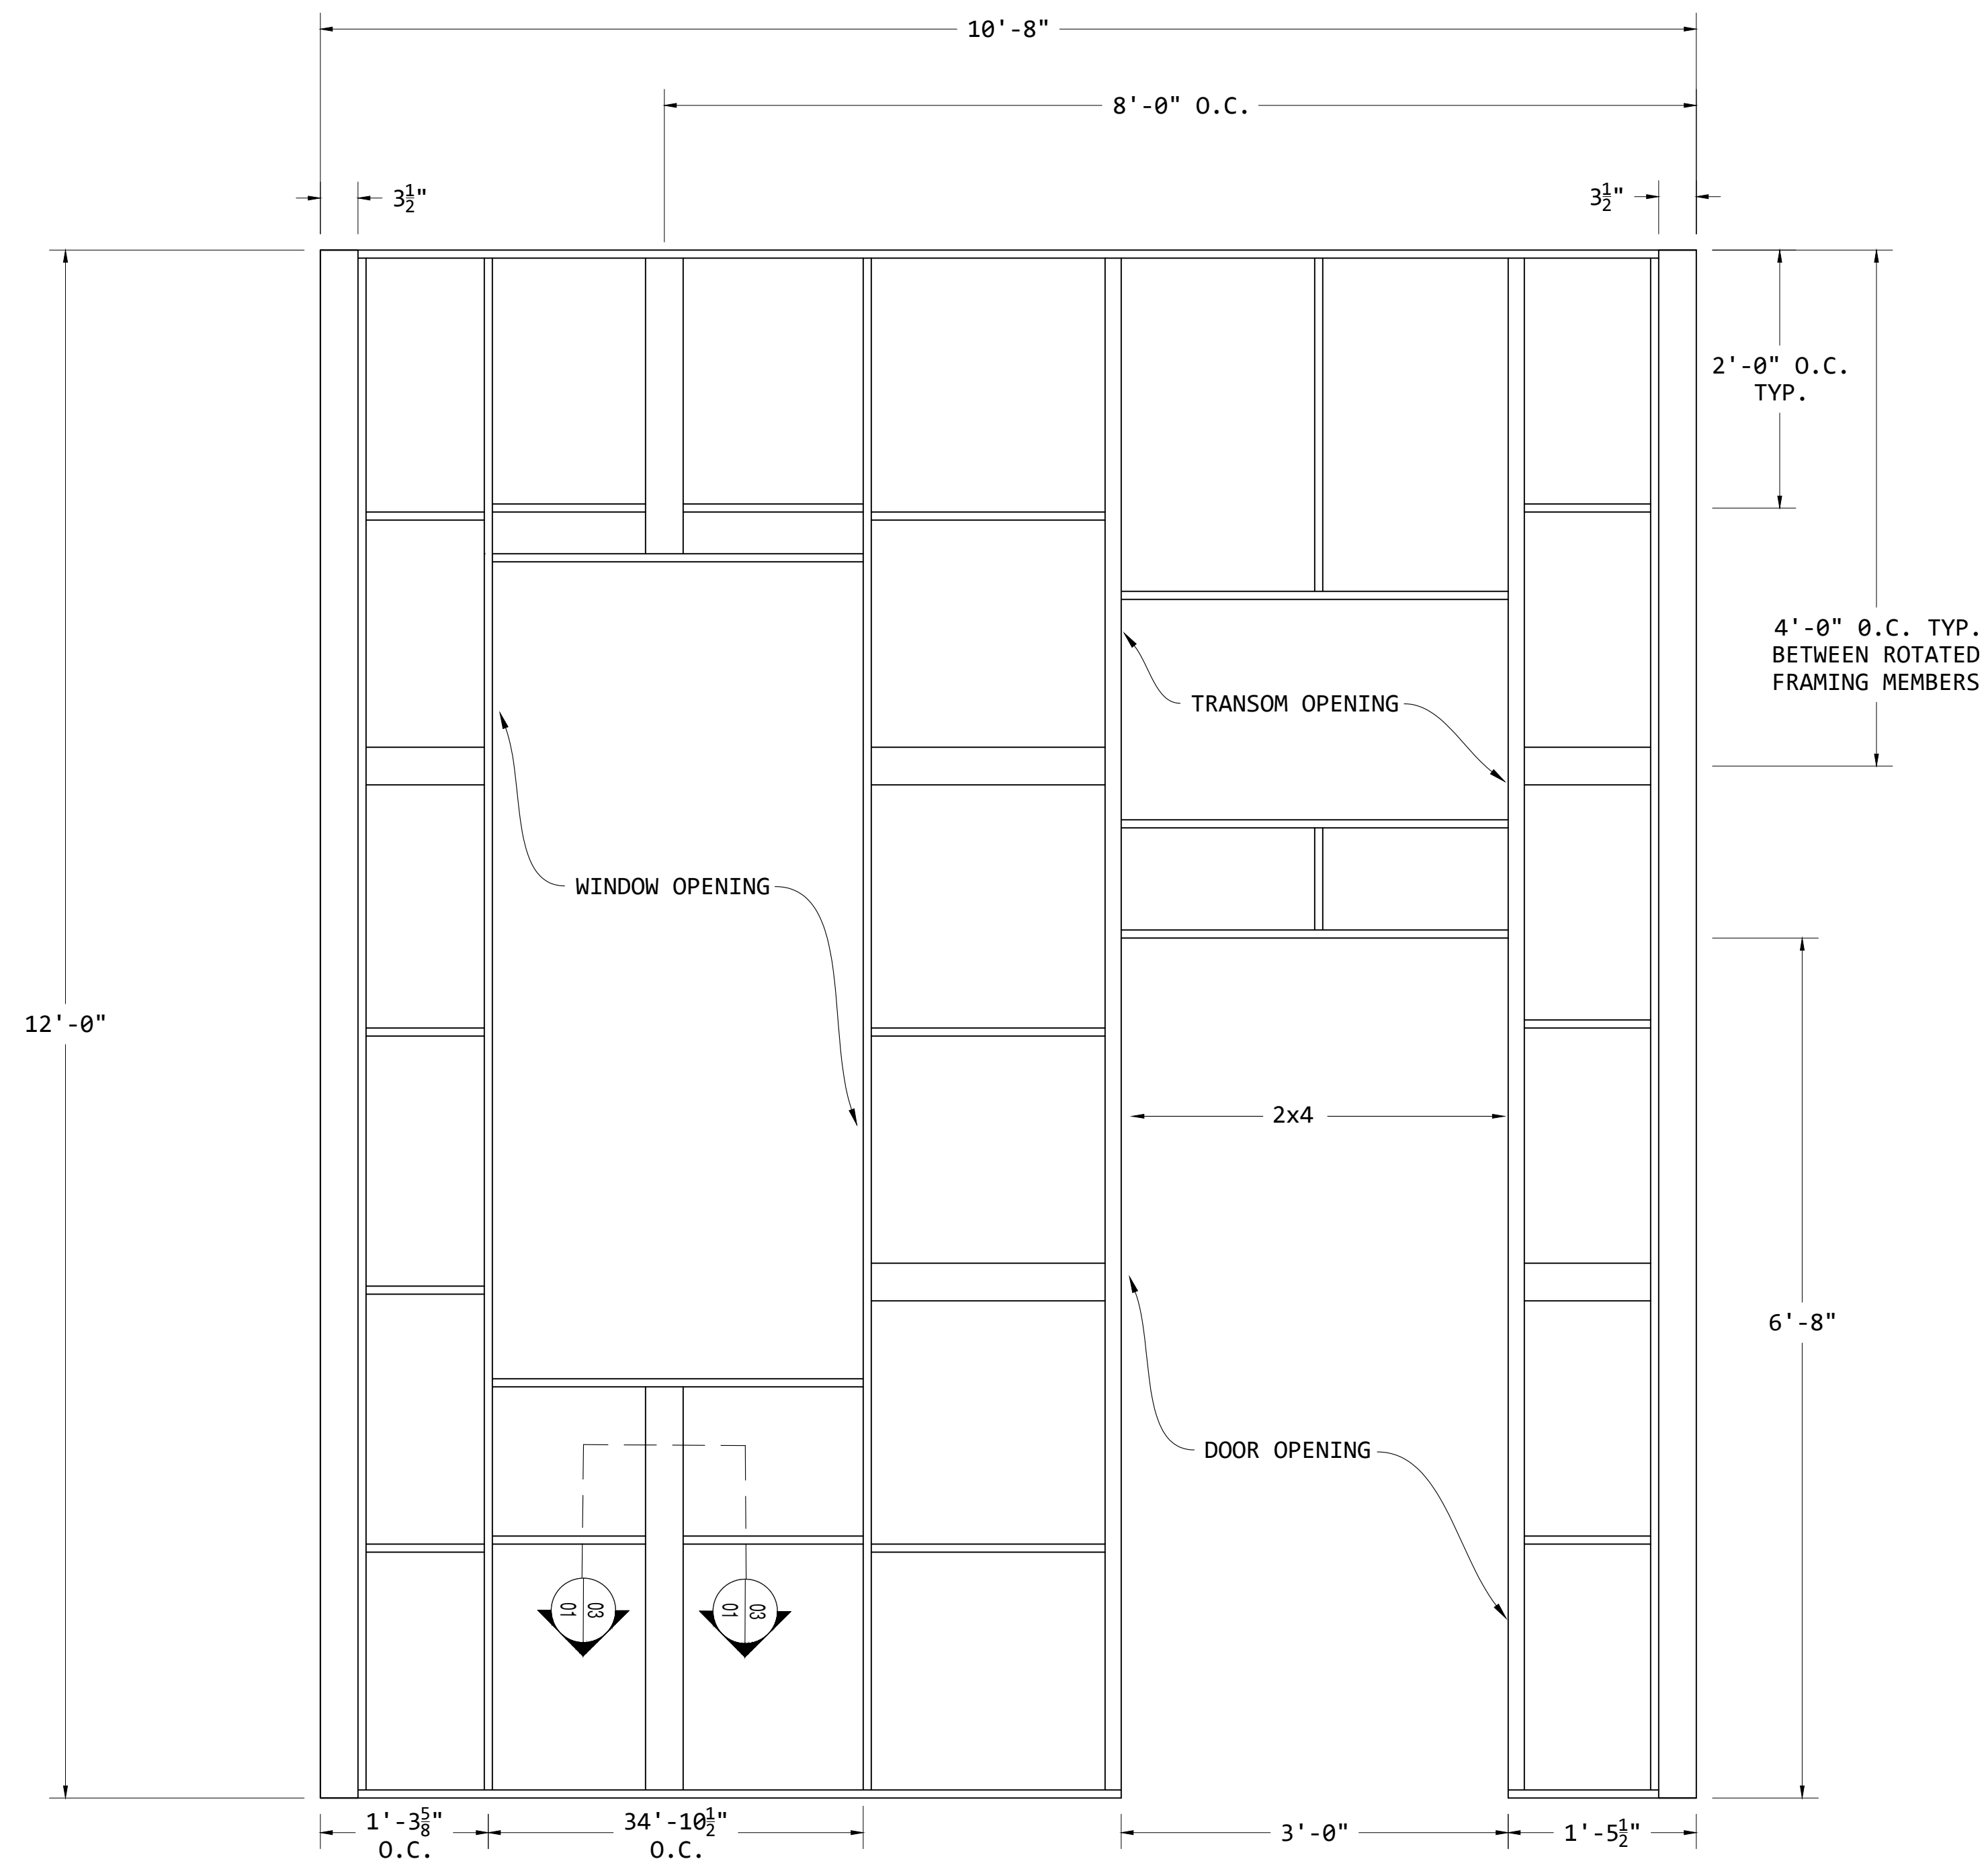 10'-8"
8'-0" O.C.
3½"
3½"
2'-0" O.C.
TYP.
4'-0" 0.C. TYP.
BETWEEN ROTATED
FRAMING MEMBERS
TRANSOM OPENING
WINDOW OPENING
12'-0"
2x4
6'-8"
DOOR OPENING
03
01
03
01
1'-3⅝"
O.C.
34'-10½"
O.C.
3'-0"
1'-5½"